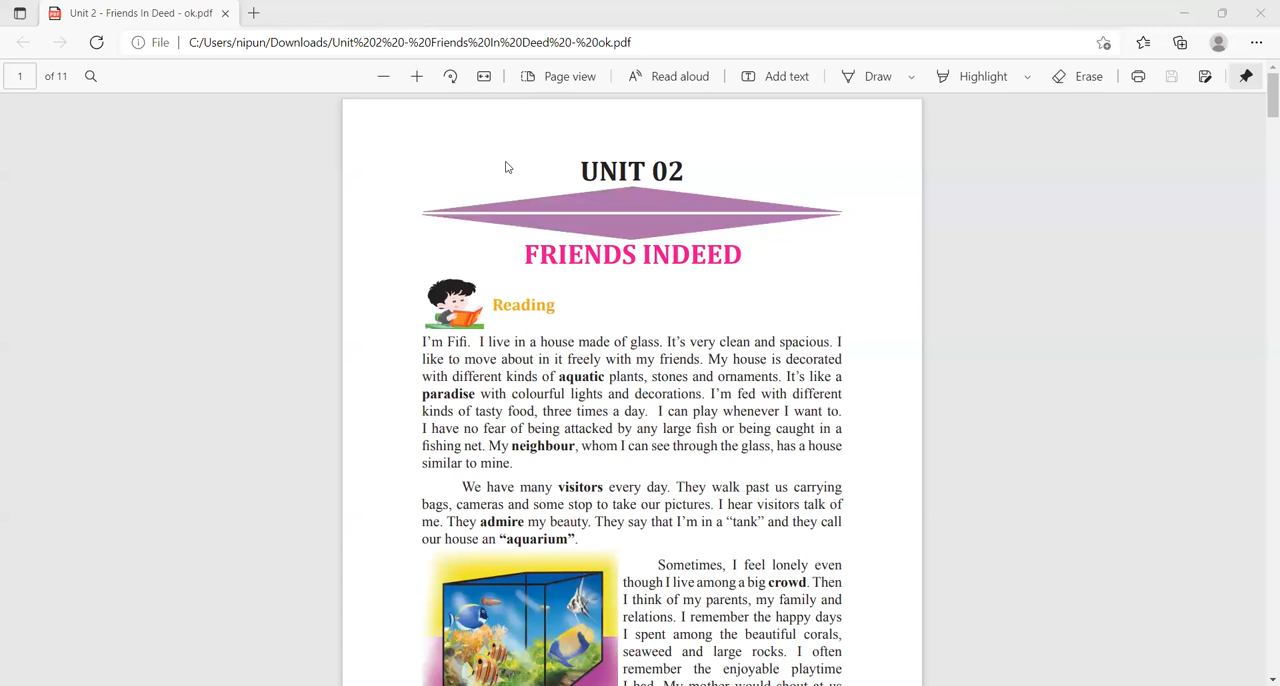 Unit 2 - Friends In Deed - ok.pdf
File
C:/Users/nipun/Downloads/Unit%202%20-%20Friends%20In%20Deed%20-%20ok.pdf
1 of 11
Page view
Read aloud
Add text
Draw
Highlight
Erase
UNIT 02
FRIENDS INDEED
Reading
I'm Fifi. I live in a house made of glass. It's very clean and spacious. I
like to move about in it freely with my friends. My house is decorated
with different kinds of aquatic plants, stones and ornaments. It's like a
paradise with colourful lights and decorations. I'm fed with different
kinds of tasty food, three times a day. I can play whenever I want to.
I have no fear of being attacked by any large fish or being caught in a
fishing net. My neighbour, whom I can see through the glass, has a house
similar to mine.
We have many visitors every day. They walk past us carrying
bags, cameras and some stop to take our pictures. I hear visitors talk of
me. They admire my beauty. They say that I'm in a “tank” and they call
our house an “aquarium”.
Sometimes, I feel lonely even
though I live among a big crowd. Then
I think of my parents, my family and
relations. I remember the happy days
I spent among the beautiful corals,
seaweed and large rocks. I often
remember the enjoyable playtime
I had. My mother would shout at us